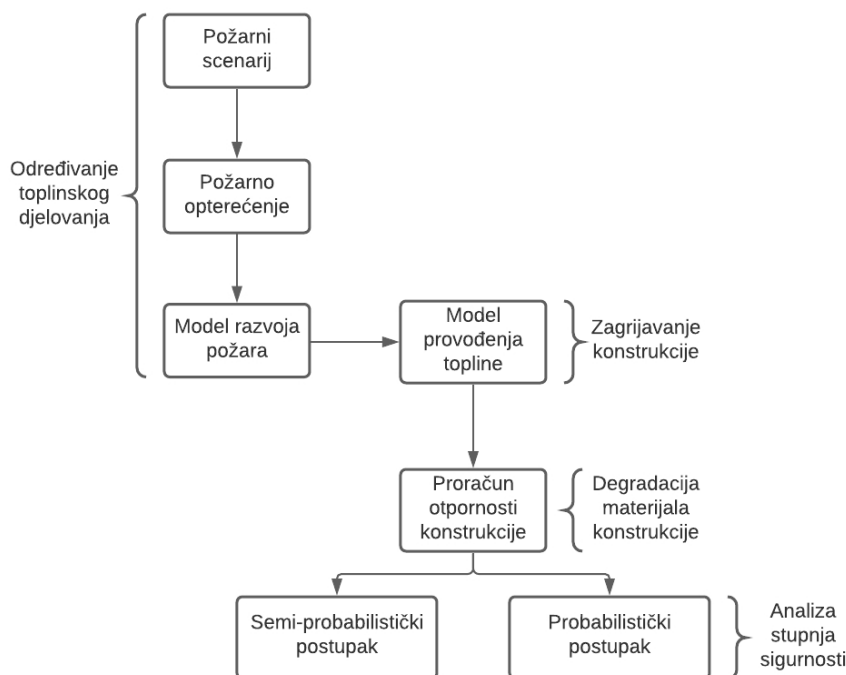 Požarni
scenarij
Određivanje
toplinskog
djelovanja
Požarno
opterećenje
Model razvoja
požara
Model
provođenja
topline
Zagrijavanje
konstrukcije
Proračun
otpornosti
konstrukcije
Degradacija
materijala
konstrukcije
Semi-probabilistički
postupak
Probabilistički
postupak
Analiza
stupnja
sigurnosti